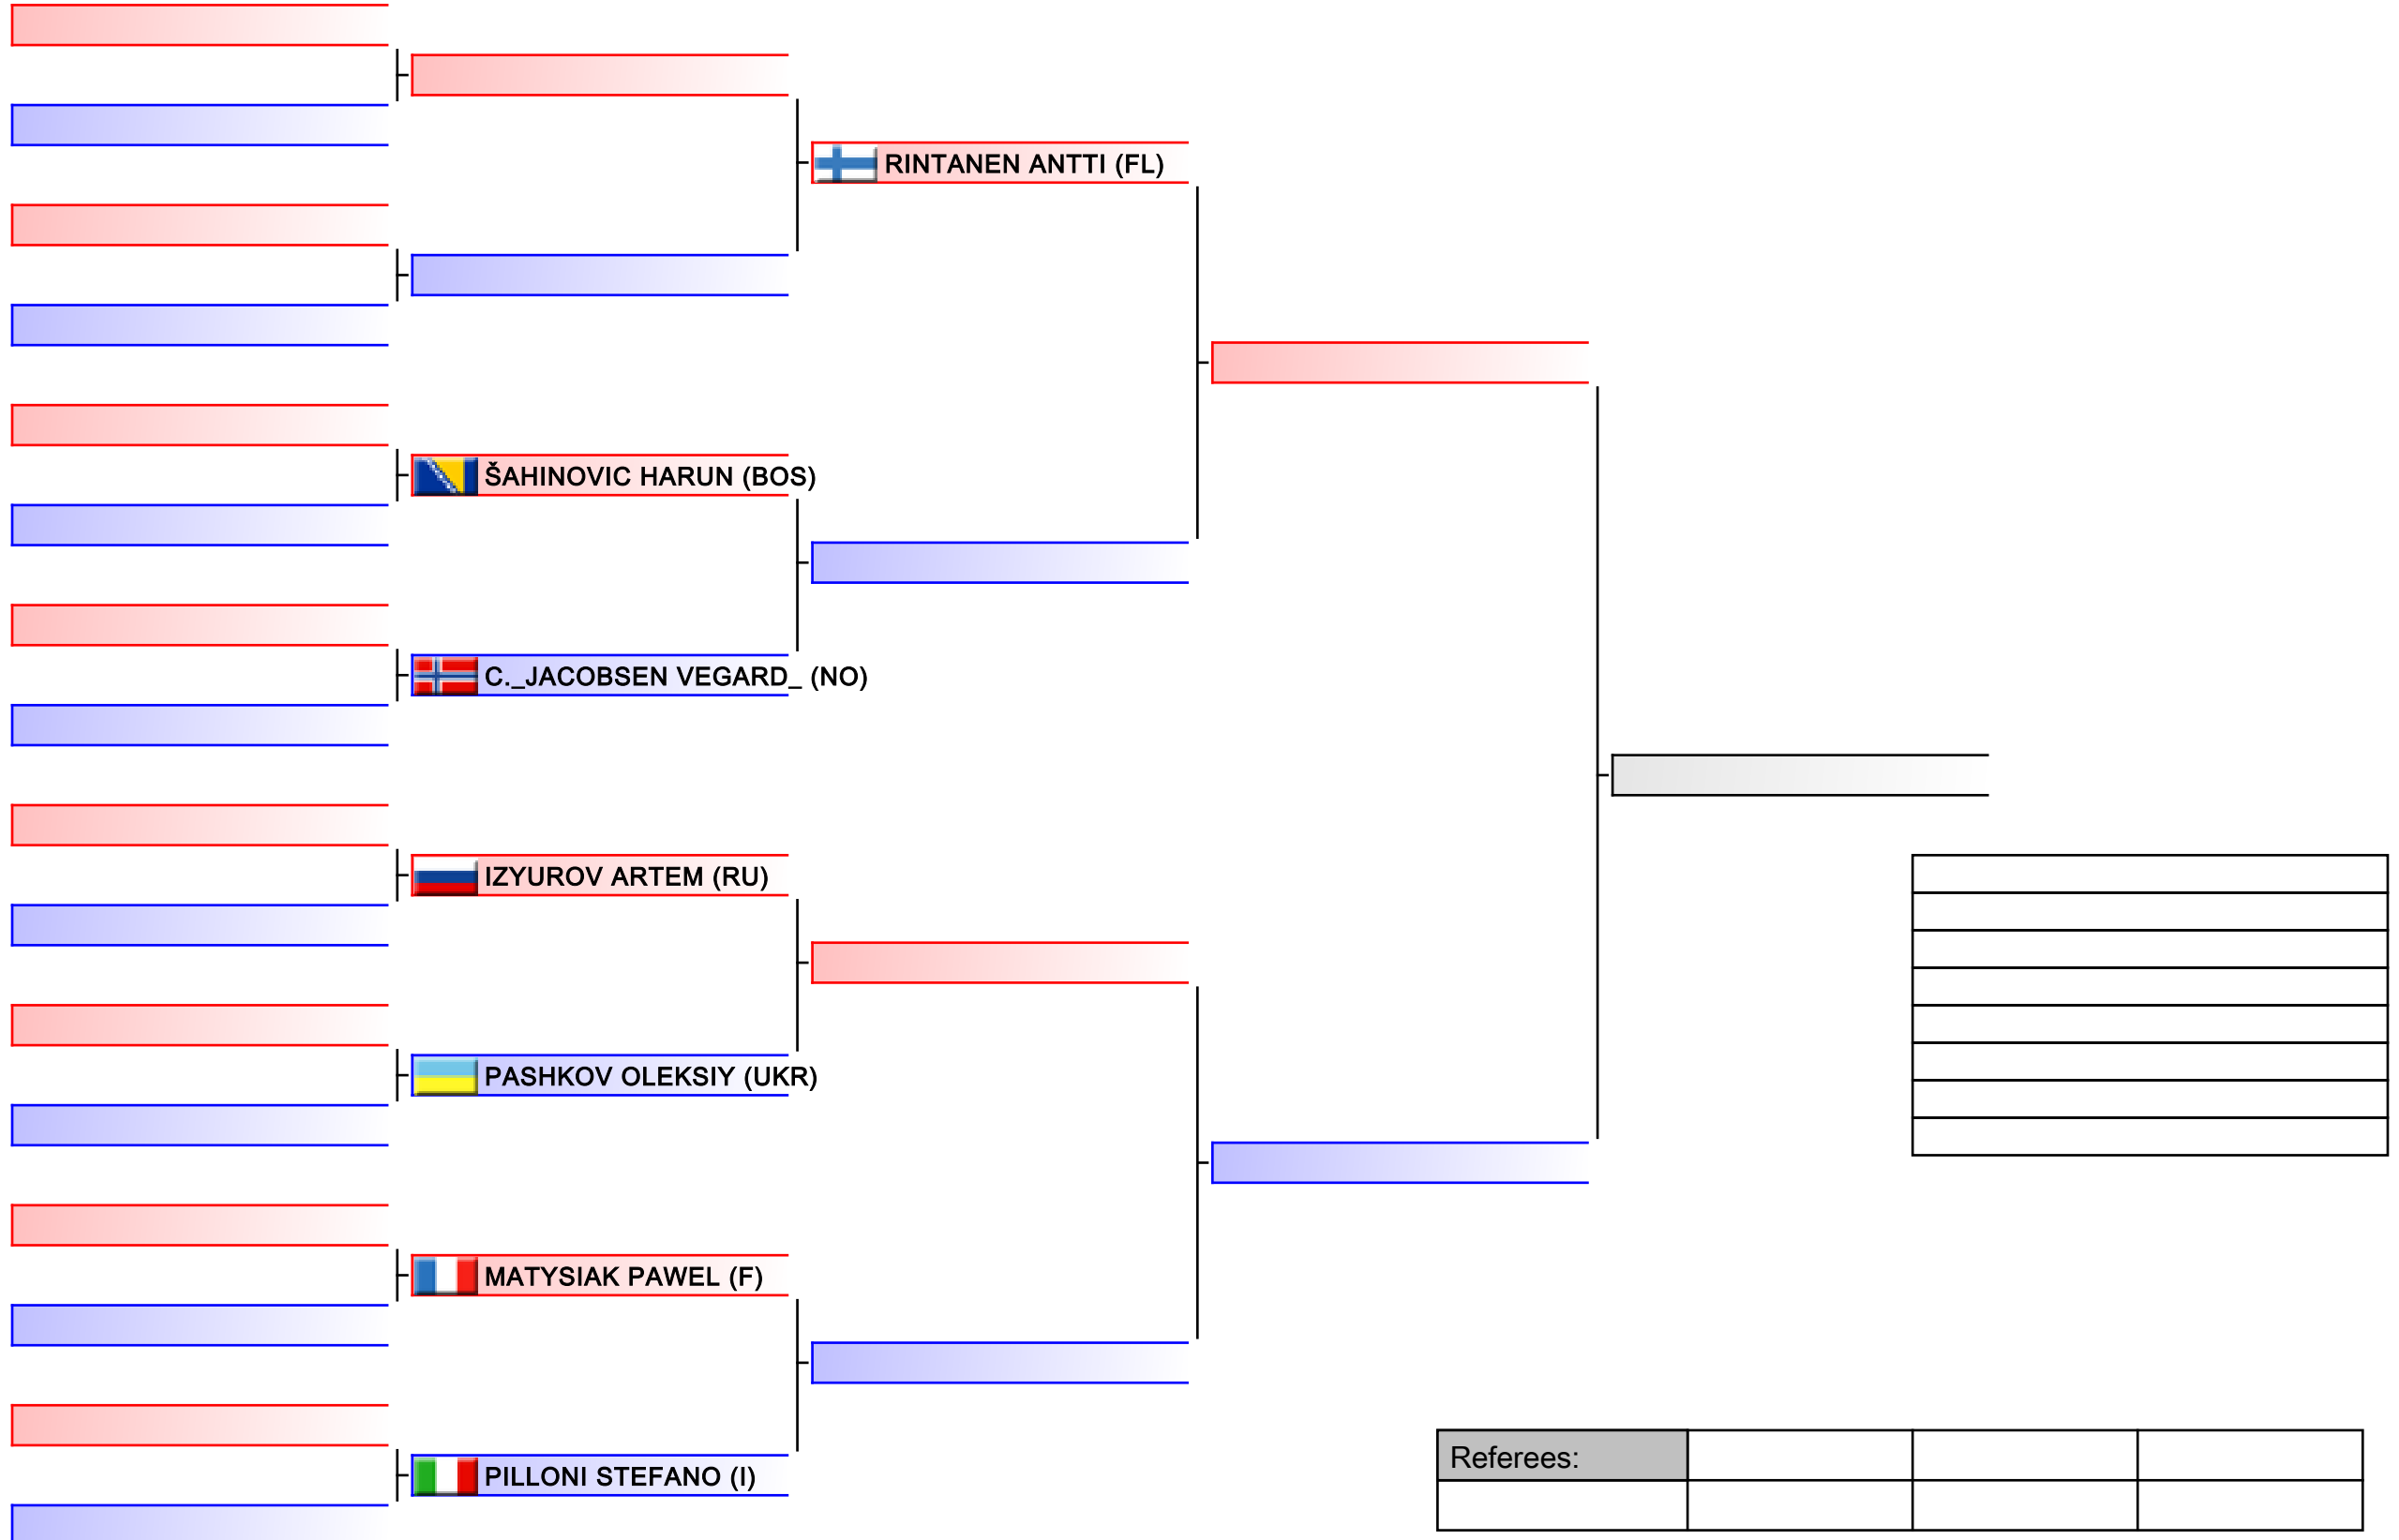 RINTANEN ANTTI (FL)
ŠAHINOVIC HARUN (BOS)
C._JACOBSEN VEGARD_ (NO)
IZYUROV ARTEM (RU)
PASHKOV OLEKSIY (UKR)
MATYSIAK PAWEL (F)
PILLONI STEFANO (I)
Referees: